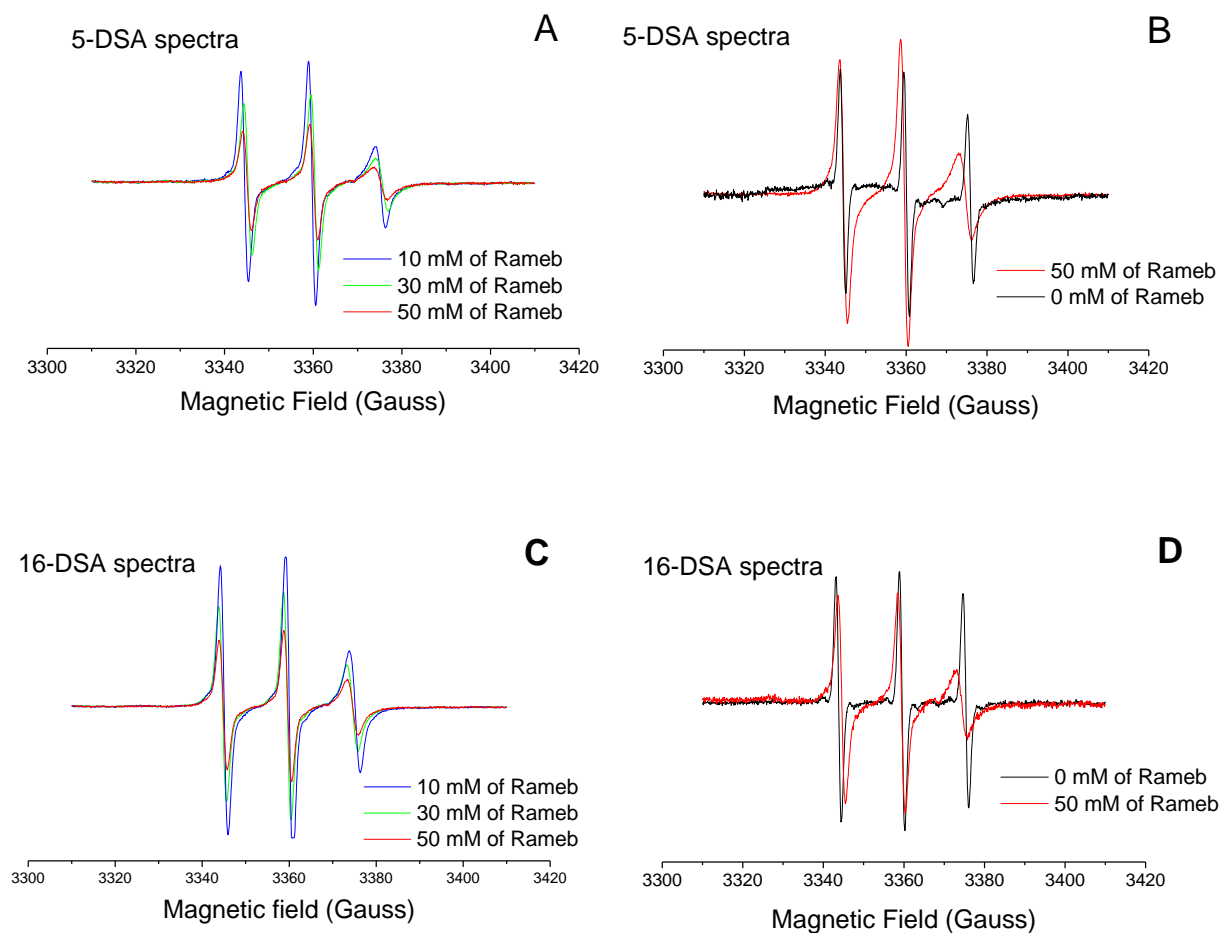 5-DSA spectra
A
10 mM of Rameb
30 mM of Rameb
50 mM of Rameb
3300 3320 3340 3360 3380 3400 3420
Magnetic Field (Gauss)
5-DSA spectra
B
50 mM of Rameb
0 mM of Rameb
3300 3320 3340 3360 3380 3400 3420
Magnetic Field (Gauss)
16-DSA spectra
C
10 mM of Rameb
30 mM of Rameb
50 mM of Rameb
3300 3320 3340 3360 3380 3400 3420
Magnetic field (Gauss)
16-DSA spectra
D
0 mM of Rameb
50 mM of Rameb
3300 3320 3340 3360 3380 3400 3420
Magnetic Field (Gauss)